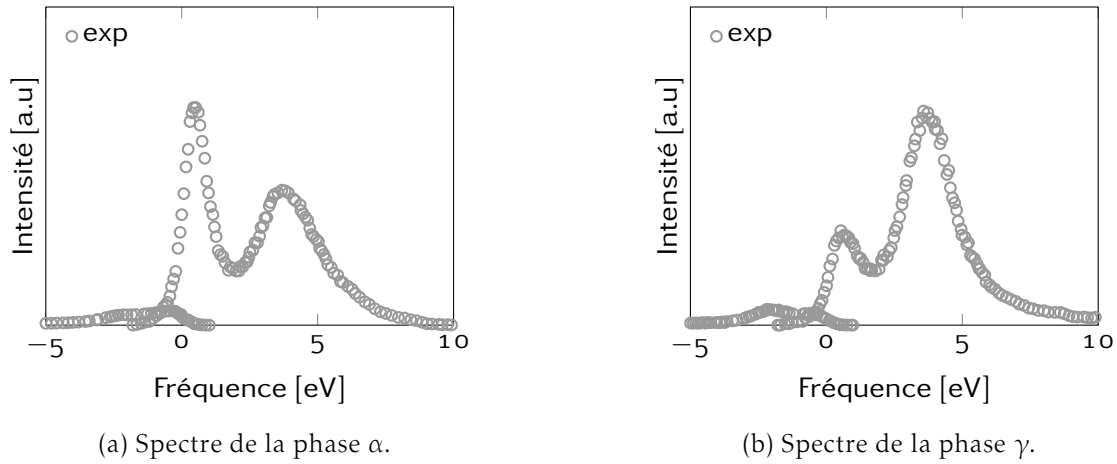 exp
Intensité [a.u]
−5
0
5
10
Fréquence [eV]
(a) Spectre de la phase α.
exp
Intensité [a.u]
−5
0
5
10
Fréquence [eV]
(b) Spectre de la phase γ.